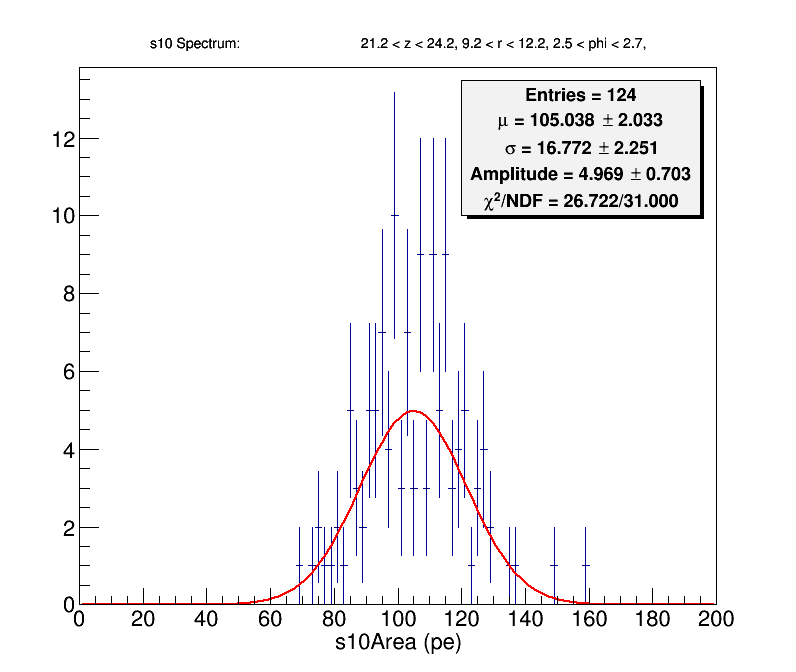 s10 Spectrum: 21.2 < z < 24.2, 9.2 < r < 12.2, 2.5 < phi < 2.7,
Entries = 124
μ = 105.038 ± 2.033
σ = 16.772 ± 2.251
Amplitude = 4.969 ± 0.703
χ²/NDF = 26.722/31.000
12
10
8
6
4
2
0
0 20 40 60 80 100 120 140 160 180 200
s10Area (pe)